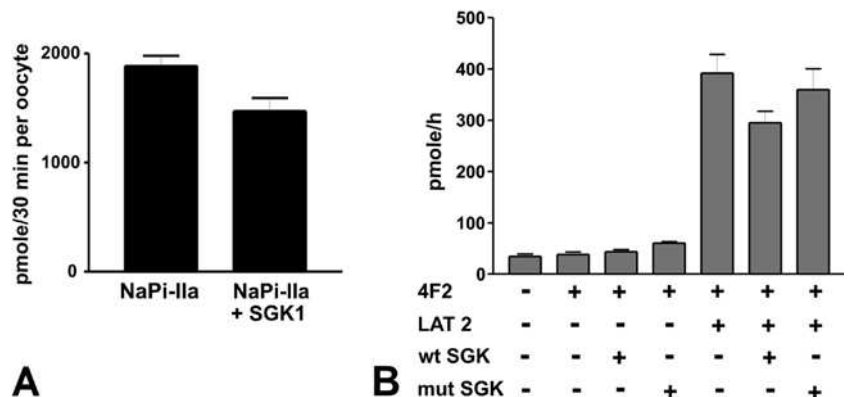 2000
1000
0
pmole/30 min per oocyte
NaPi-IIa
NaPi-IIa
+ SGK1
A
500
400
300
200
100
0
pmole/h
4F2 - + + + + + +
LAT 2 - - - - + + +
wt SGK - - + - - + -
mut SGK - - - + - - +
B